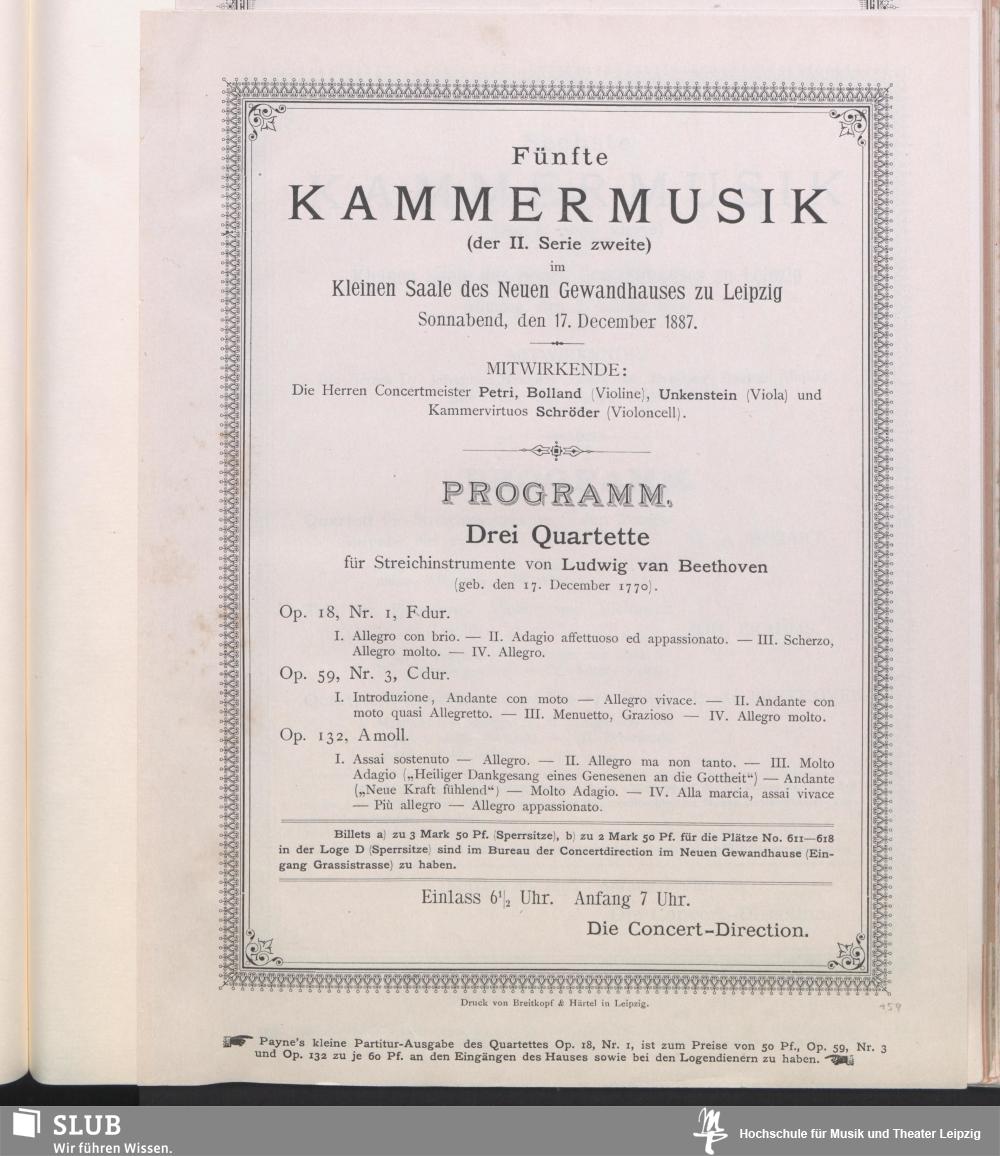 Fünfte
KAMMERMUSIK
(der II. Serie zweite)
im
Kleinen Saale des Neuen Gewandhauses zu Leipzig
Sonnabend, den 17. December 1887.
MITWIRKENDE:
Die Herren Concertmeister Petri, Bolland (Violine), Unkenstein (Viola) und
Kammervirtuos Schröder (Violoncell).
PROGRAMM.
Drei Quartette
für Streichinstrumente von Ludwig van Beethoven
(geb. den 17. December 1770).
Op. 18, Nr. 1, Fdur.
I. Allegro con brio. — II. Adagio affettuoso ed appassionato. — III. Scherzo,
Allegro molto. — IV. Allegro.
Op. 59, Nr. 3, Cdur.
I. Introduzione, Andante con moto — Allegro vivace. — II. Andante con
moto quasi Allegretto. — III. Menuetto, Grazioso — IV. Allegro molto.
Op. 132, Amoll.
I. Assai sostenuto — Allegro. — II. Allegro ma non tanto. — III. Molto
Adagio („Heiliger Dankgesang eines Genesenen an die Gottheit“) — Andante
(„Neue Kraft fühlend“) — Molto Adagio. — IV. Alla marcia, assai vivace
— Più allegro — Allegro appassionato.
Billets a) zu 3 Mark 50 Pf. (Sperrsitze), b) zu 2 Mark 50 Pf. für die Plätze No. 611—618
in der Loge D (Sperrsitze) sind im Bureau der Concertdirection im Neuen Gewandhause (Ein-
gang Grassistrasse) zu haben.
Einlass 6 1/2 Uhr. Anfang 7 Uhr.
Die Concert-Direction.
Druck von Breitkopf & Härtel in Leipzig.
Payne's kleine Partitur-Ausgabe des Quartettes Op. 18, Nr. 1, ist zum Preise von 50 Pf., Op. 59, Nr. 3
und Op. 132 zu je 60 Pf. an den Eingängen des Hauses sowie bei den Logendienern zu haben.
SLUB
Wir führen Wissen.
Hochschule für Musik und Theater Leipzig